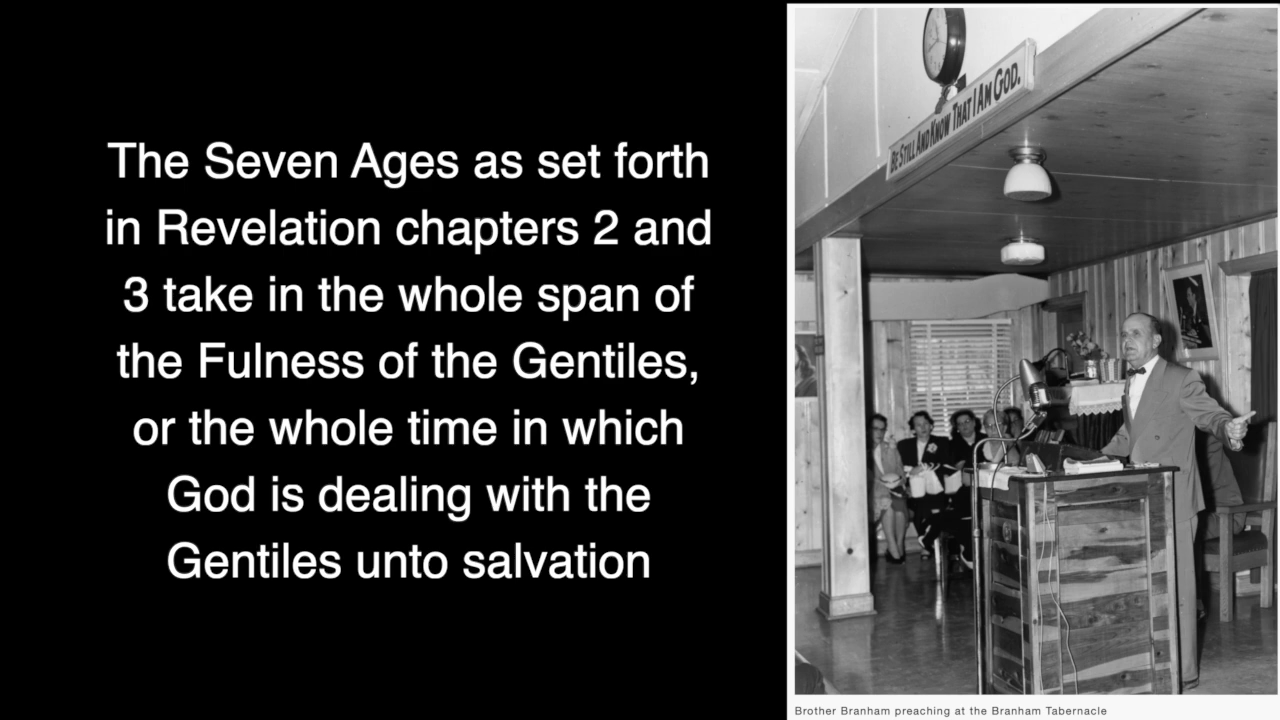 The Seven Ages as set forth
in Revelation chapters 2 and
3 take in the whole span of
the Fulness of the Gentiles,
or the whole time in which
God is dealing with the
Gentiles unto salvation
BE STILL AND KNOW THAT I AM GOD.
Brother Branham preaching at the Branham Tabernacle